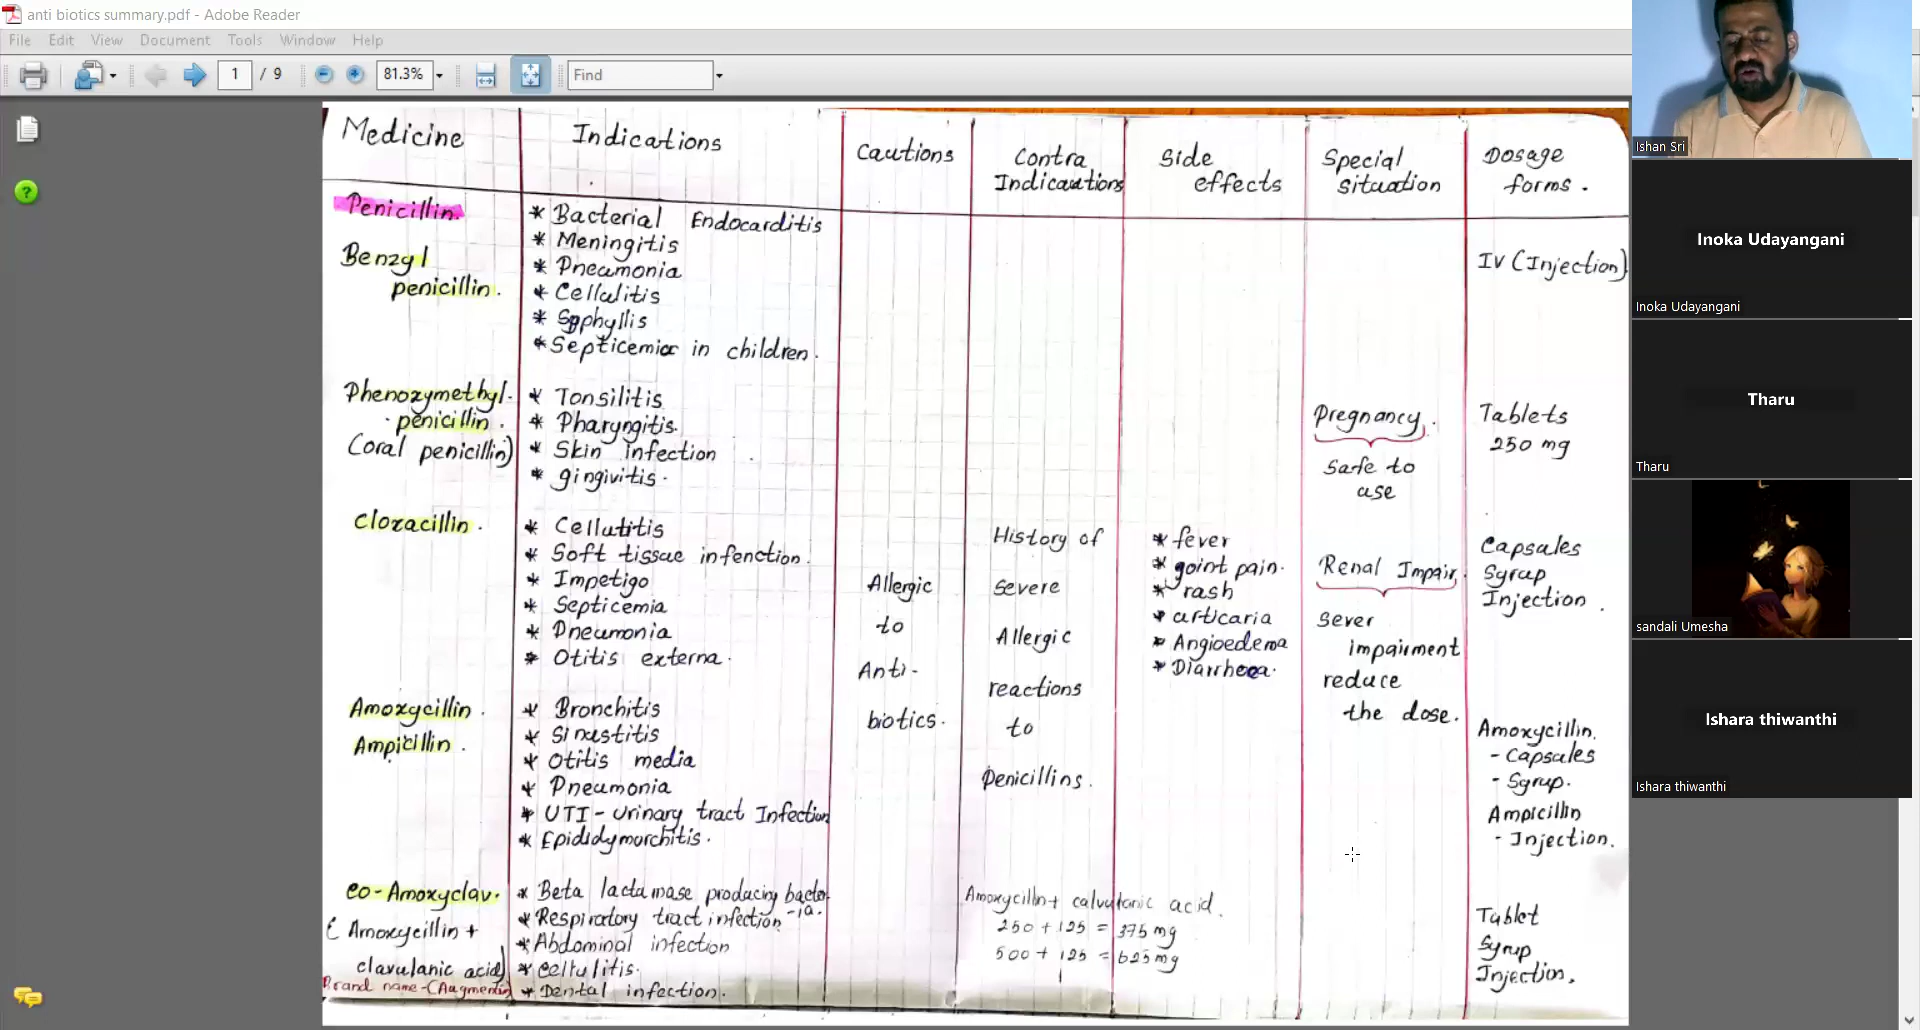 anti biotics summary.pdf - Adobe Reader
File Edit View Document Tools Window Help
1 / 9 81.3% Find
Medicine
Indications
Cautions
Contra
Indicautions
Side
effects
Special
situation
Dosage
forms.
Penicillin.
Benzyl
penicillin.
* Bacterial Endocarditis
* Meningitis
* Pneamonia
* Cellulitis
* Syphyllis
* Septicemia in children.
IV (Injection)
Phenoxymethyl-
penicillin.
(oral penicillin)
* Tonsilitis
* Pharyngitis.
* Skin infection
* gingivitis.
Pregnancy.
Safe to
use
Tablets
250 mg
Cloxacillin.
* Cellutitis
* Soft tissue infenction.
* Impetigo
* Septicemia
* Pneumonia
* Otitis externa.
Allergic
to
Anti-
biotics.
History of
severe
Allergic
reactions
to
Penicillins.
* fever
* goint pain.
* rash
* urticaria
* Angioedema
* Diarrhea.
Renal Impair.
Sever
impairment
reduce
the dose.
Capsules
Syrup
Injection.
Amoxycillin.
Ampicillin.
* Bronchitis
* Sinustitis
* Otitis media
* Pneumonia
* UTI - Urinary tract Infection
* Epididymorchitis.
Amoxycillin.
- Capsules
- Syrup.
Ampicillin
- Injection.
co-Amoxyclav.
( Amoxycillin +
clavulanic acid)
Brand name-(Augmentin)
* Beta lactamase producing bacter
-ia.
* Respiratory tract infection
* Abdominal infection
* Cellulitis.
* Dental infection.
Amoxycillin + calvulanic acid.
250 + 125 = 375 mg
500 + 125 = 625 mg
Tablet
Syrup
Injection.
Ishan Sri
Inoka Udayangani
Inoka Udayangani
Tharu
Tharu
sandali Umesha
Ishara thiwanthi
Ishara thiwanthi